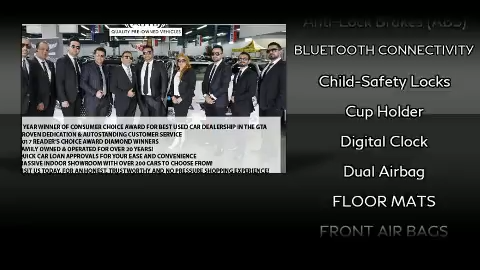 QUALITY PRE-OWNED VEHICLES
YEAR WINNER OF CONSUMER CHOICE AWARD FOR BEST USED CAR DEALERSHIP IN THE GTA
ROVEN DEDICATION & AUTOSTANDING CUSTOMER SERVICE
017 READER'S CHOICE AWARD DIAMOND WINNERS
AMILY OWNED & OPERATED FOR OVER 20 YEARS!
UICK CAR LOAN APPROVALS FOR YOUR EASE AND CONVENIENCE
ASSIVE INDOOR SHOWROOM WITH OVER 200 CARS TO CHOOSE FROM!
SIT US TODAY, FOR AN HONEST, TRUSTWORTHY AND NO PRESSURE SHOPPING EXPERIENCE!
Anti-Lock Brakes (ABS)
BLUETOOTH CONNECTIVITY
Child-Safety Locks
Cup Holder
Digital Clock
Dual Airbag
FLOOR MATS
FRONT AIR BAGS